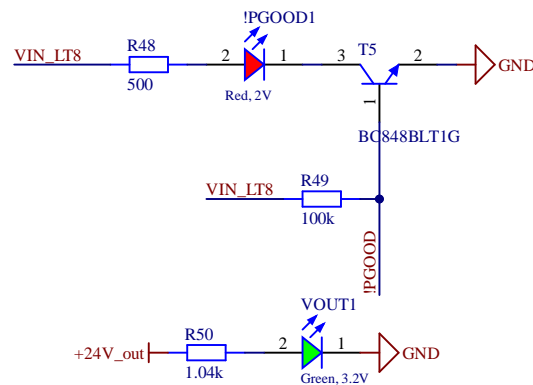 !PGOOD1
VIN_LT8
R48
2
1
3
T5
2
GND
500
Red, 2V
1
BC848BLT1G
VIN_LT8
R49
100k
!PGOOD
VOUT1
+24V_out
R50
2
1
GND
1.04k
Green, 3.2V